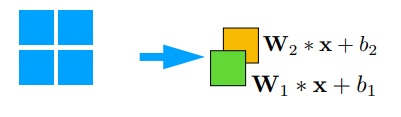 W₂ ∗ x + b₂
W₁ ∗ x + b₁